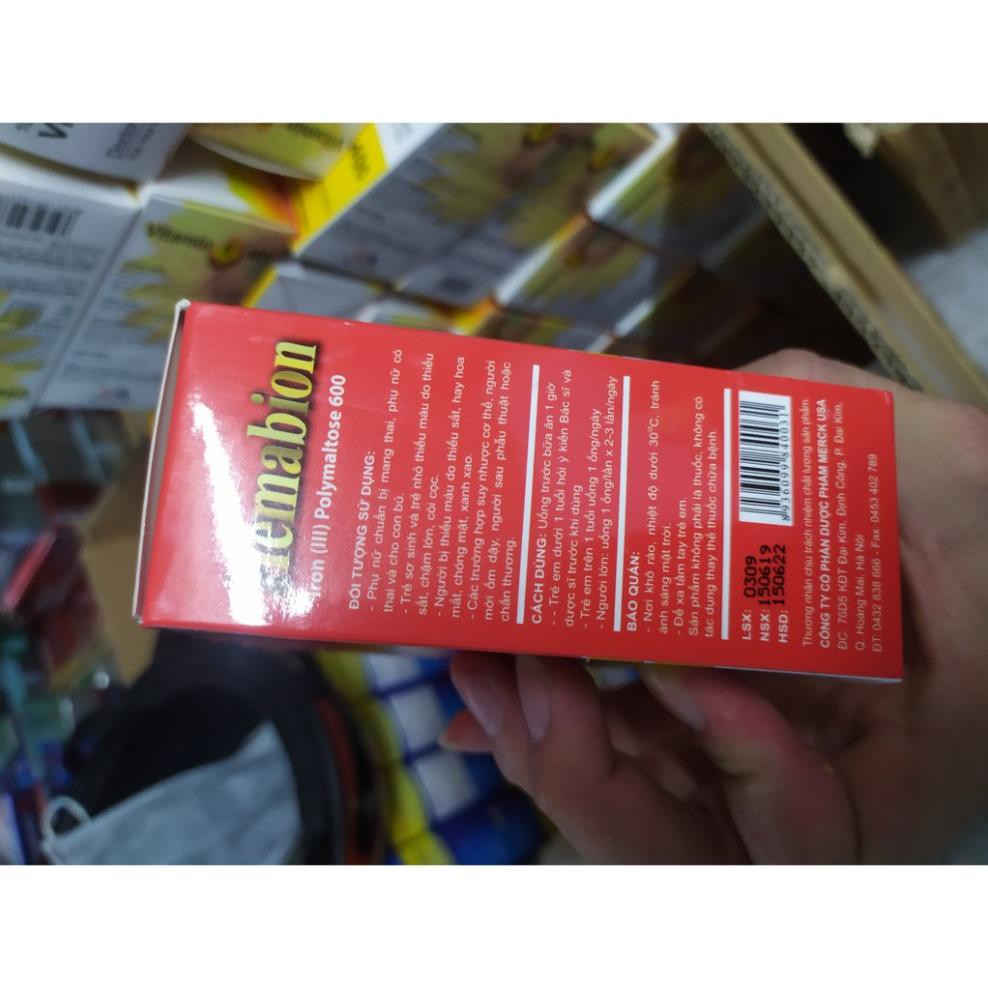 Hemabion
Iron (III) Polymaltose 600
ĐỐI TƯỢNG SỬ DỤNG:
- Phụ nữ chuẩn bị mang thai, phụ nữ có
thai và cho con bú.
- Trẻ sơ sinh và trẻ nhỏ thiếu máu do thiếu
sắt, chậm lớn, còi cọc.
- Người bị thiếu máu do thiếu sắt, hay hoa
mắt, chóng mặt, xanh xao.
- Các trường hợp suy nhược cơ thể, người
mới ốm dậy, người sau phẫu thuật hoặc
chấn thương.
CÁCH DÙNG: Uống trước bữa ăn 1 giờ
- Trẻ em dưới 1 tuổi hỏi ý kiến Bác sĩ và
dược sĩ trước khi dùng
- Trẻ em trên 1 tuổi uống 1 ống/ngày
- Người lớn: uống 1 ống/lần x 2-3 lần/ngày
BẢO QUẢN:
- Nơi khô ráo, nhiệt độ dưới 30°C, tránh
ánh sáng mặt trời.
- Để xa tầm tay trẻ em.
Sản phẩm không phải là thuốc, không có
tác dụng thay thế thuốc chữa bệnh.
8936099840031
LSX: 0309
NSX: 150619
HSD: 150622
Thương nhân chịu trách nhiệm chất lượng sản phẩm:
CÔNG TY CỔ PHẦN DƯỢC PHẨM MERCK USA
ĐC: 7GD5 KĐT Đại Kim, Định Công, P. Đại Kim,
Q. Hoàng Mai, Hà Nội
ĐT: 0432 838 666 - Fax: 0453 402 789
Vitamin